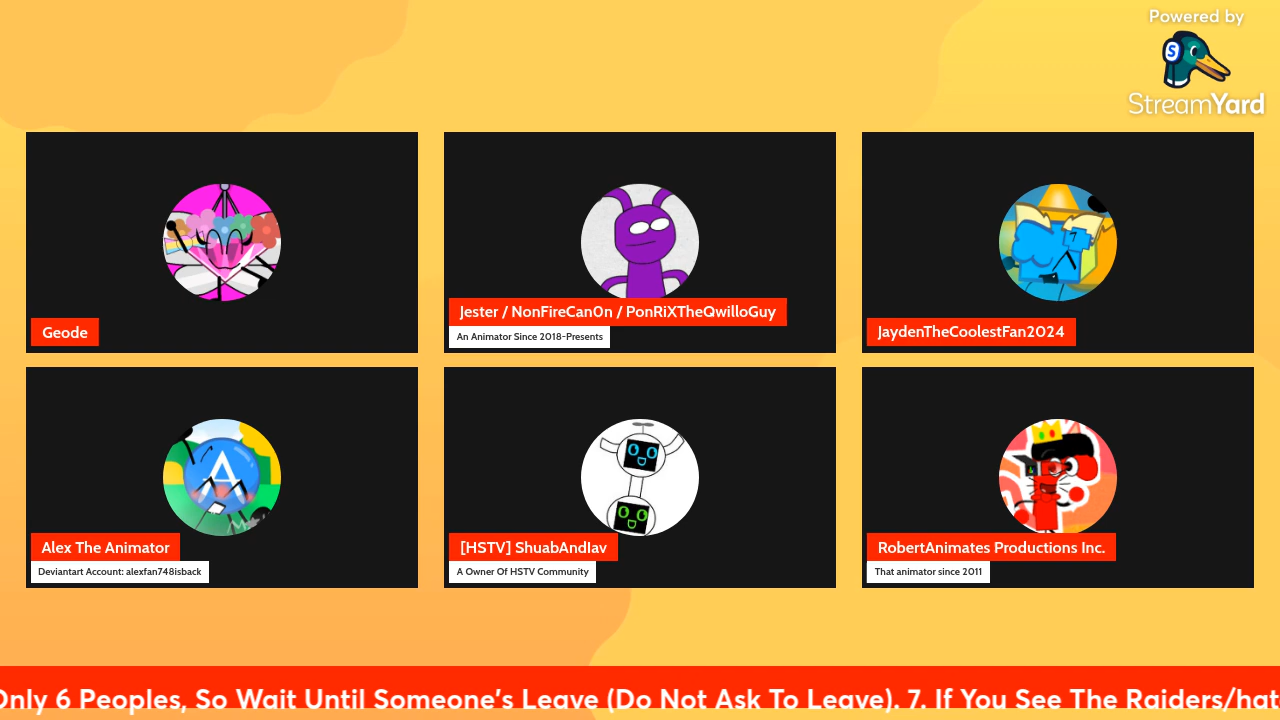 Powered by
StreamYard
Geode
Jester / NonFireCan0n / PonRiXTheQwilloGuy
An Animator Since 2018-Presents
JaydenTheCoolestFan2024
Alex The Animator
Deviantart Account: alexfan748isback
[HSTV] ShuabAndIav
A Owner Of HSTV Community
RobertAnimates Productions Inc.
That animator since 2011
Only 6 Peoples, So Wait Until Someone's Leave (Do Not Ask To Leave). 7. If You See The Raiders/hat